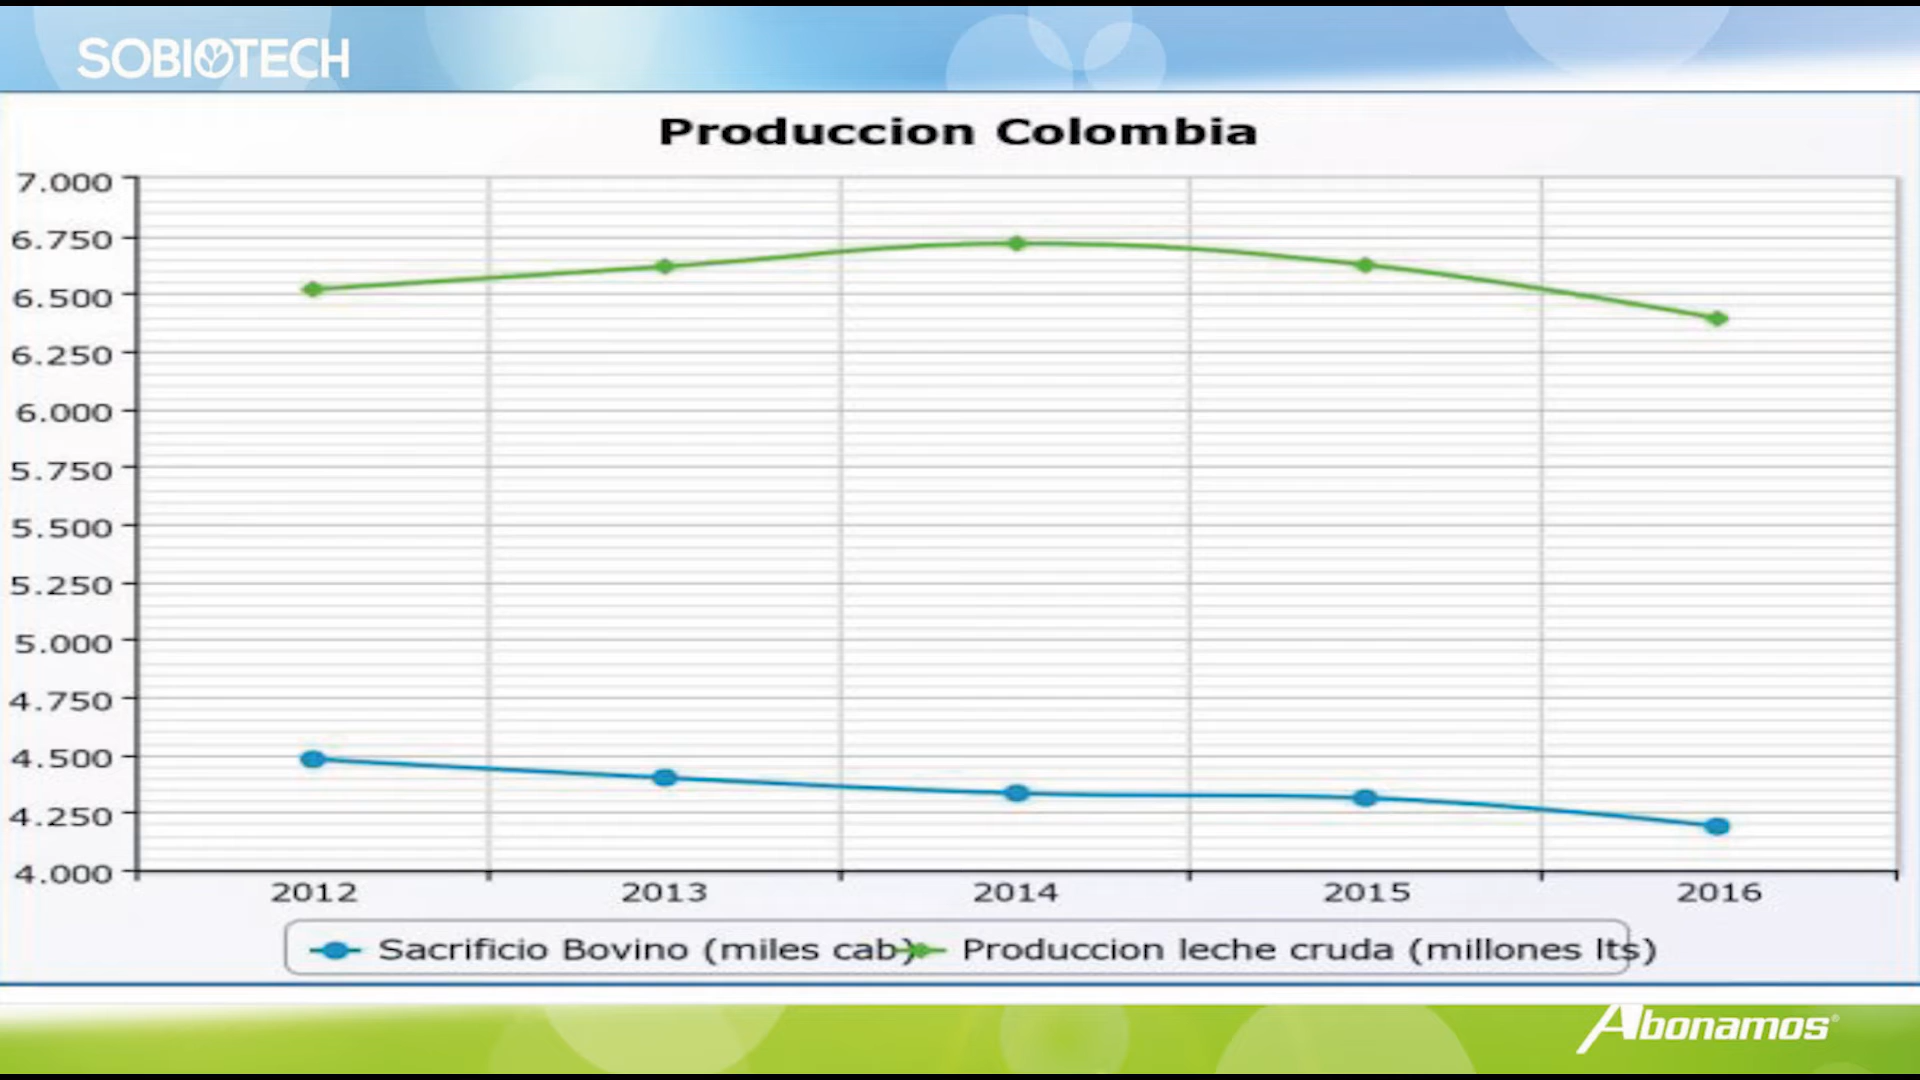 SOBIOTECH
Produccion Colombia
7.000
6.750
6.500
6.250
6.000
5.750
5.500
5.250
5.000
4.750
4.500
4.250
4.000
2012 2013 2014 2015 2016
Sacrificio Bovino (miles cab) Produccion leche cruda (millones lts)
Abonamos®